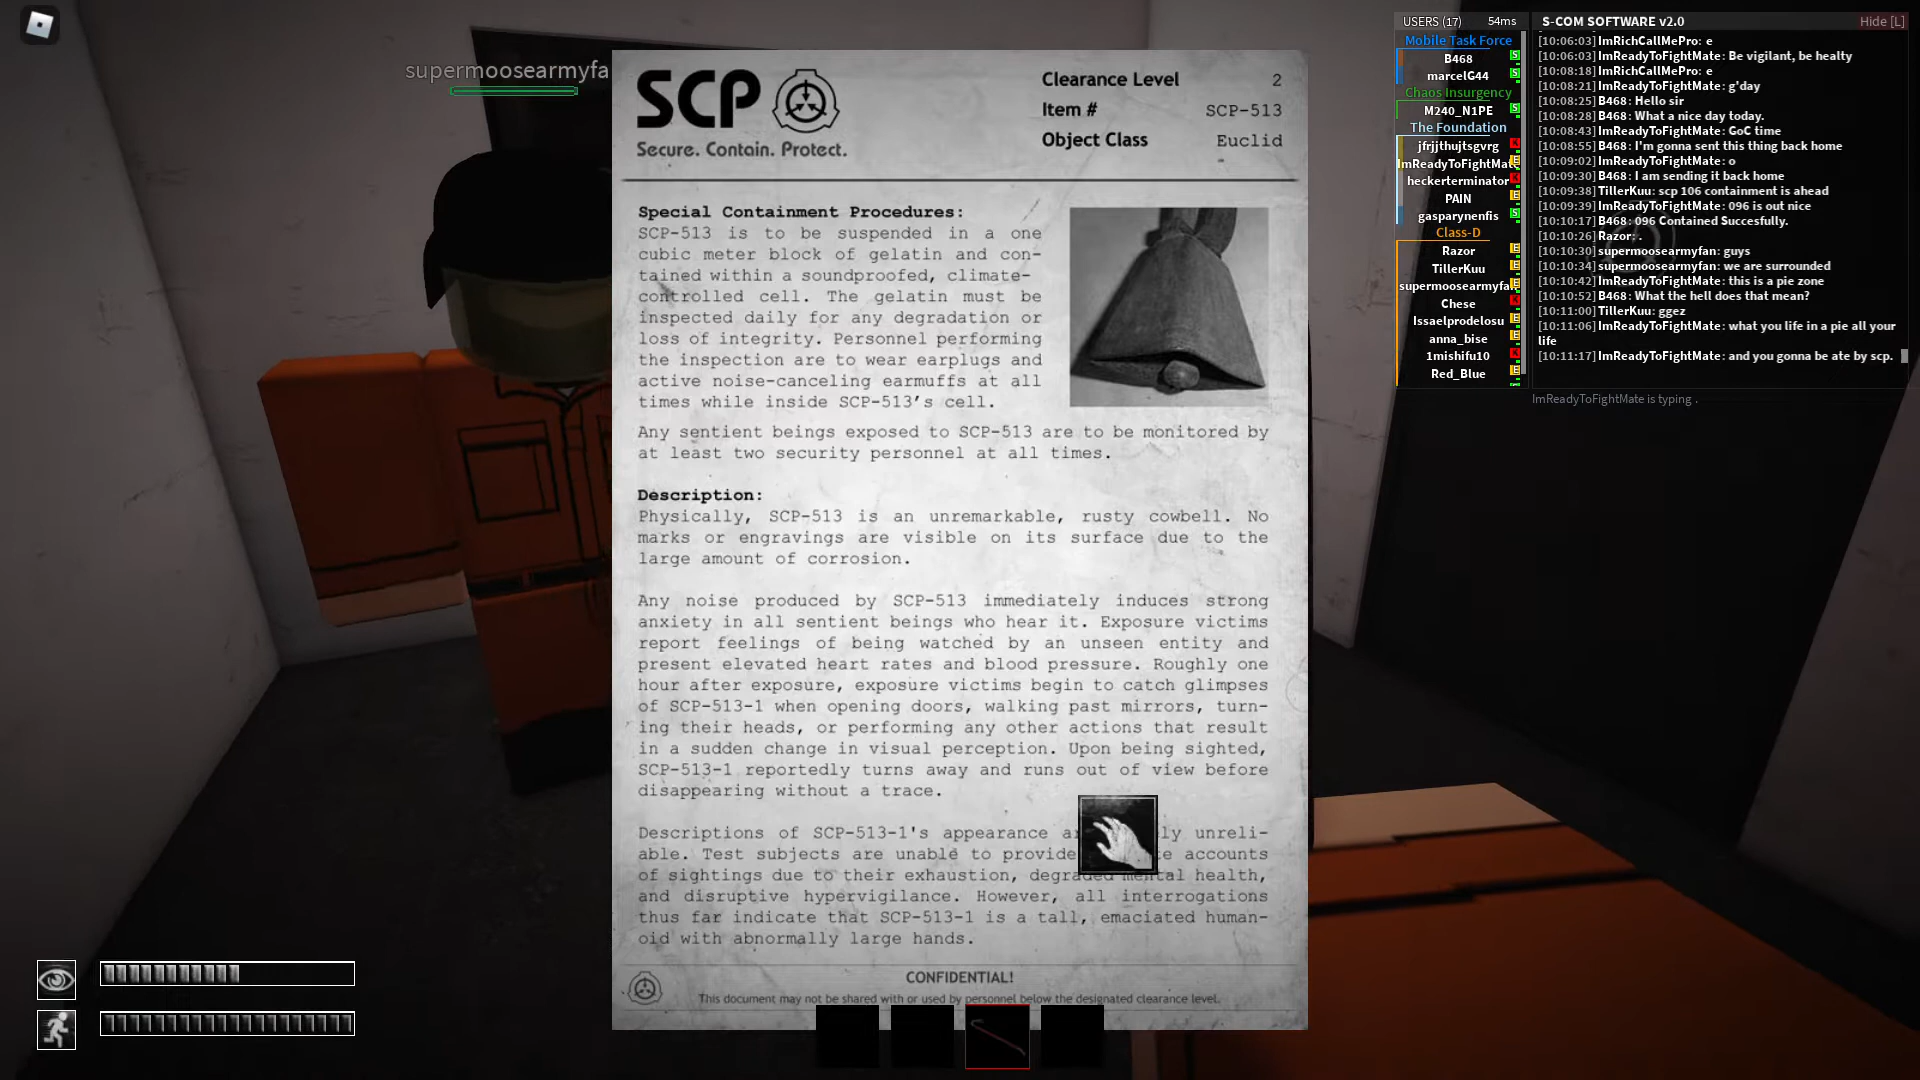 supermoosearmyfa
SCP
Secure. Contain. Protect.
Clearance Level 2
Item # SCP-513
Object Class Euclid
Special Containment Procedures:
SCP-513 is to be suspended in a one
cubic meter block of gelatin and con-
tained within a soundproofed, climate-
controlled cell. The gelatin must be
inspected daily for any degradation or
loss of integrity. Personnel performing
the inspection are to wear earplugs and
active noise-canceling earmuffs at all
times while inside SCP-513's cell.
Any sentient beings exposed to SCP-513 are to be monitored by
at least two security personnel at all times.
Description:
Physically, SCP-513 is an unremarkable, rusty cowbell. No
marks or engravings are visible on its surface due to the
large amount of corrosion.
Any noise produced by SCP-513 immediately induces strong
anxiety in all sentient beings who hear it. Exposure victims
report feelings of being watched by an unseen entity and
present elevated heart rates and blood pressure. Roughly one
hour after exposure, exposure victims begin to catch glimpses
of SCP-513-1 when opening doors, walking past mirrors, turn-
ing their heads, or performing any other actions that result
in a sudden change in visual perception. Upon being sighted,
SCP-513-1 reportedly turns away and runs out of view before
disappearing without a trace.
Descriptions of SCP-513-1's appearance ly unreli-
able. Test subjects are unable to provide accounts
of sightings due to their exhaustion, degraded mental health,
and disruptive hypervigilance. However, all interrogations
thus far indicate that SCP-513-1 is a tall, emaciated human-
oid with abnormally large hands.
CONFIDENTIAL!
This document may not be shared with or used by personnel below the designated clearance level.
USERS (17) 54ms
Mobile Task Force
B468 S
marcelG44 S
Chaos Insurgency
M240_N1PE S
The Foundation
jfrjjthujtsgvrg
ImReadyToFightMate E
heckerterminator
PAIN E
gasparynenfis S
Class-D
Razor E
TillerKuu E
supermoosearmyfan E
Chese
Issaelprodelosu E
anna_bise E
1mishifu10
Red_Blue E
S-COM SOFTWARE v2.0 Hide [L]
[10:06:03] ImRichCallMePro: e
[10:06:03] ImReadyToFightMate: Be vigilant, be healty
[10:08:18] ImRichCallMePro: e
[10:08:21] ImReadyToFightMate: g'day
[10:08:25] B468: Hello sir
[10:08:28] B468: What a nice day today.
[10:08:43] ImReadyToFightMate: GoC time
[10:08:55] B468: I'm gonna sent this thing back home
[10:09:02] ImReadyToFightMate: o
[10:09:30] B468: I am sending it back home
[10:09:38] TillerKuu: scp 106 containment is ahead
[10:09:39] ImReadyToFightMate: 096 is out nice
[10:10:17] B468: 096 Contained Succesfully.
[10:10:26] Razor: .
[10:10:30] supermoosearmyfan: guys
[10:10:34] supermoosearmyfan: we are surrounded
[10:10:42] ImReadyToFightMate: this is a pie zone
[10:10:52] B468: What the hell does that mean?
[10:11:00] TillerKuu: ggez
[10:11:06] ImReadyToFightMate: what you life in a pie all your
life
[10:11:17] ImReadyToFightMate: and you gonna be ate by scp.
ImReadyToFightMate is typing .